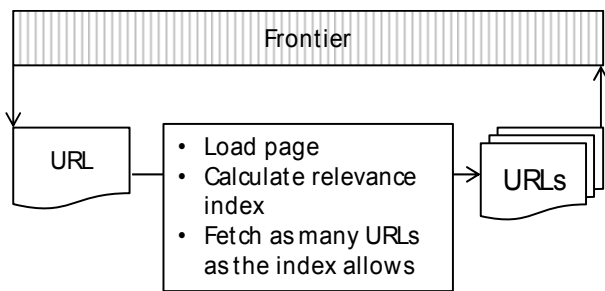 Frontier
URL
• Load page
• Calculate relevance
index
• Fetch as many URLs
as the index allows
URLs